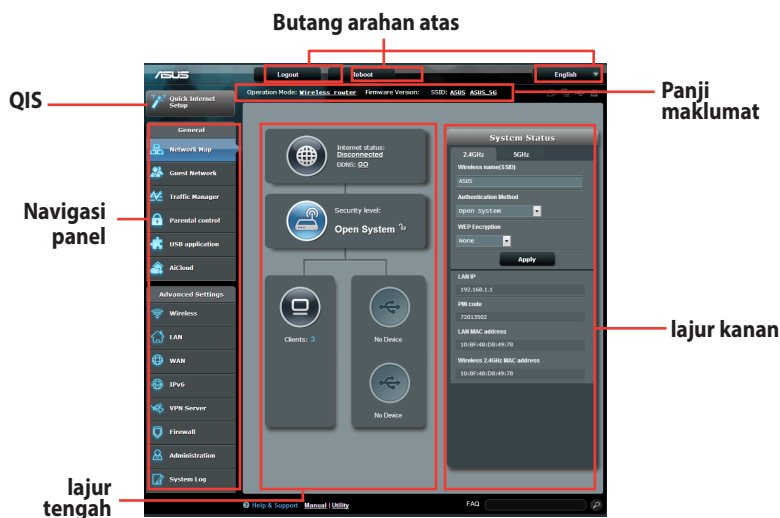 Butang arahan atas
ASUS
Logout
Reboot
English
QIS
Quick Internet
Setup
Operation Mode: Wireless router Firmware Version: SSID: ASUS ASUS_5G
Panji
maklumat
General
Network Map
Guest Network
Traffic Manager
Parental control
USB application
AiCloud
Navigasi
panel
Advanced Settings
Wireless
LAN
WAN
IPv6
VPN Server
Firewall
Administration
System Log
Internet status:
Disconnected
DDNS: GO
Security level:
Open System
Clients: 3
No Device
No Device
System Status
2.4GHz 5GHz
Wireless name(SSID)
ASUS
Authentication Method
Open System
WEP Encryption
None
Apply
LAN IP
192.168.1.1
PIN code
72013502
LAN MAC address
10:BF:48:D8:49:78
Wireless 2.4GHz MAC address
10:BF:48:D8:49:78
lajur kanan
lajur
tengah
Help & Support Manual | Utility
FAQ